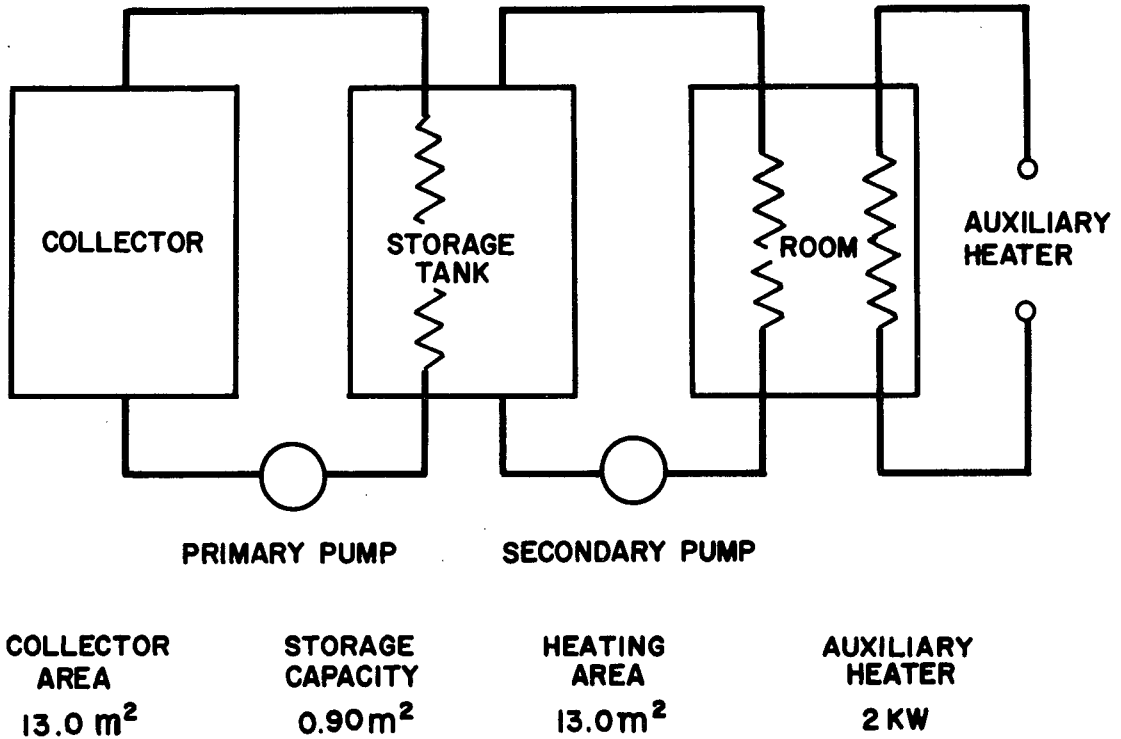 COLLECTOR
STORAGE
TANK
ROOM
AUXILIARY
HEATER
PRIMARY PUMP
SECONDARY PUMP
COLLECTOR
AREA
13.0 m²
STORAGE
CAPACITY
0.90 m²
HEATING
AREA
13.0 m²
AUXILIARY
HEATER
2 KW